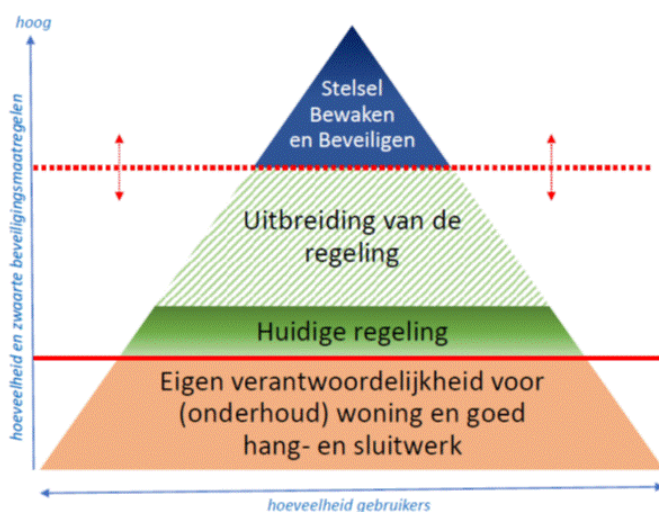 hoog
hoeveelheid en zwaarte beveiligingsmaatregelen
Stelsel
Bewaken
en Beveiligen
Uitbreiding van de
regeling
Huidige regeling
Eigen verantwoordelijkheid voor
(onderhoud) woning en goed
hang- en sluitwerk
hoeveelheid gebruikers